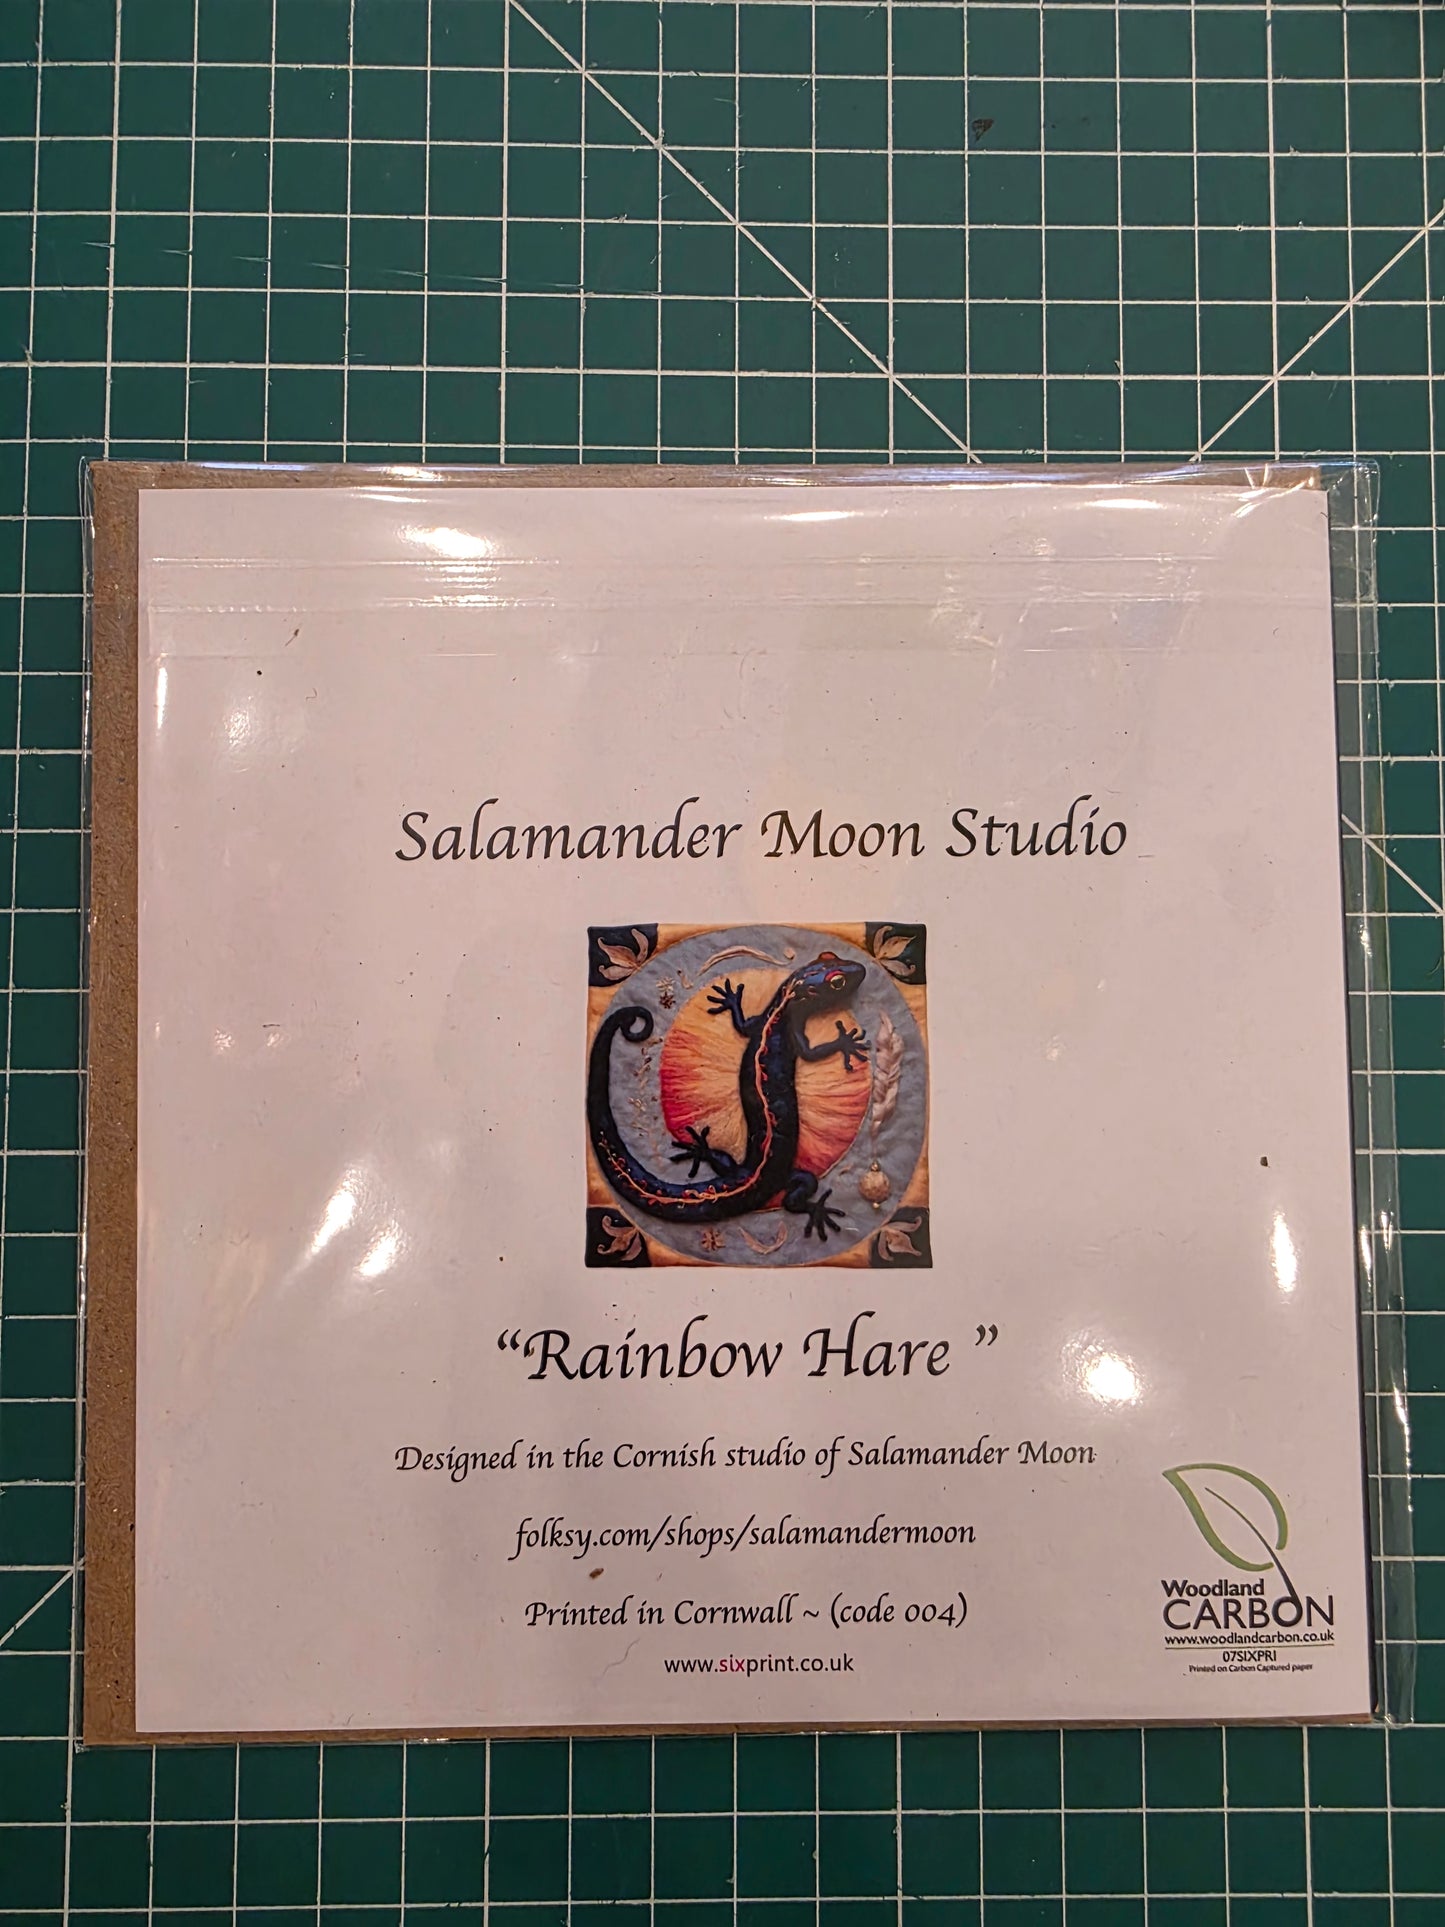 Salamander Moon Studio
“Rainbow Hare ”
Designed in the Cornish studio of Salamander Moon
folksy.com/shops/salamandermoon
Printed in Cornwall ~ (code 004)
www.sixprint.co.uk
Woodland
CARBON
www.woodlandcarbon.co.uk
07SIXPRI
Printed on Carbon Captured paper